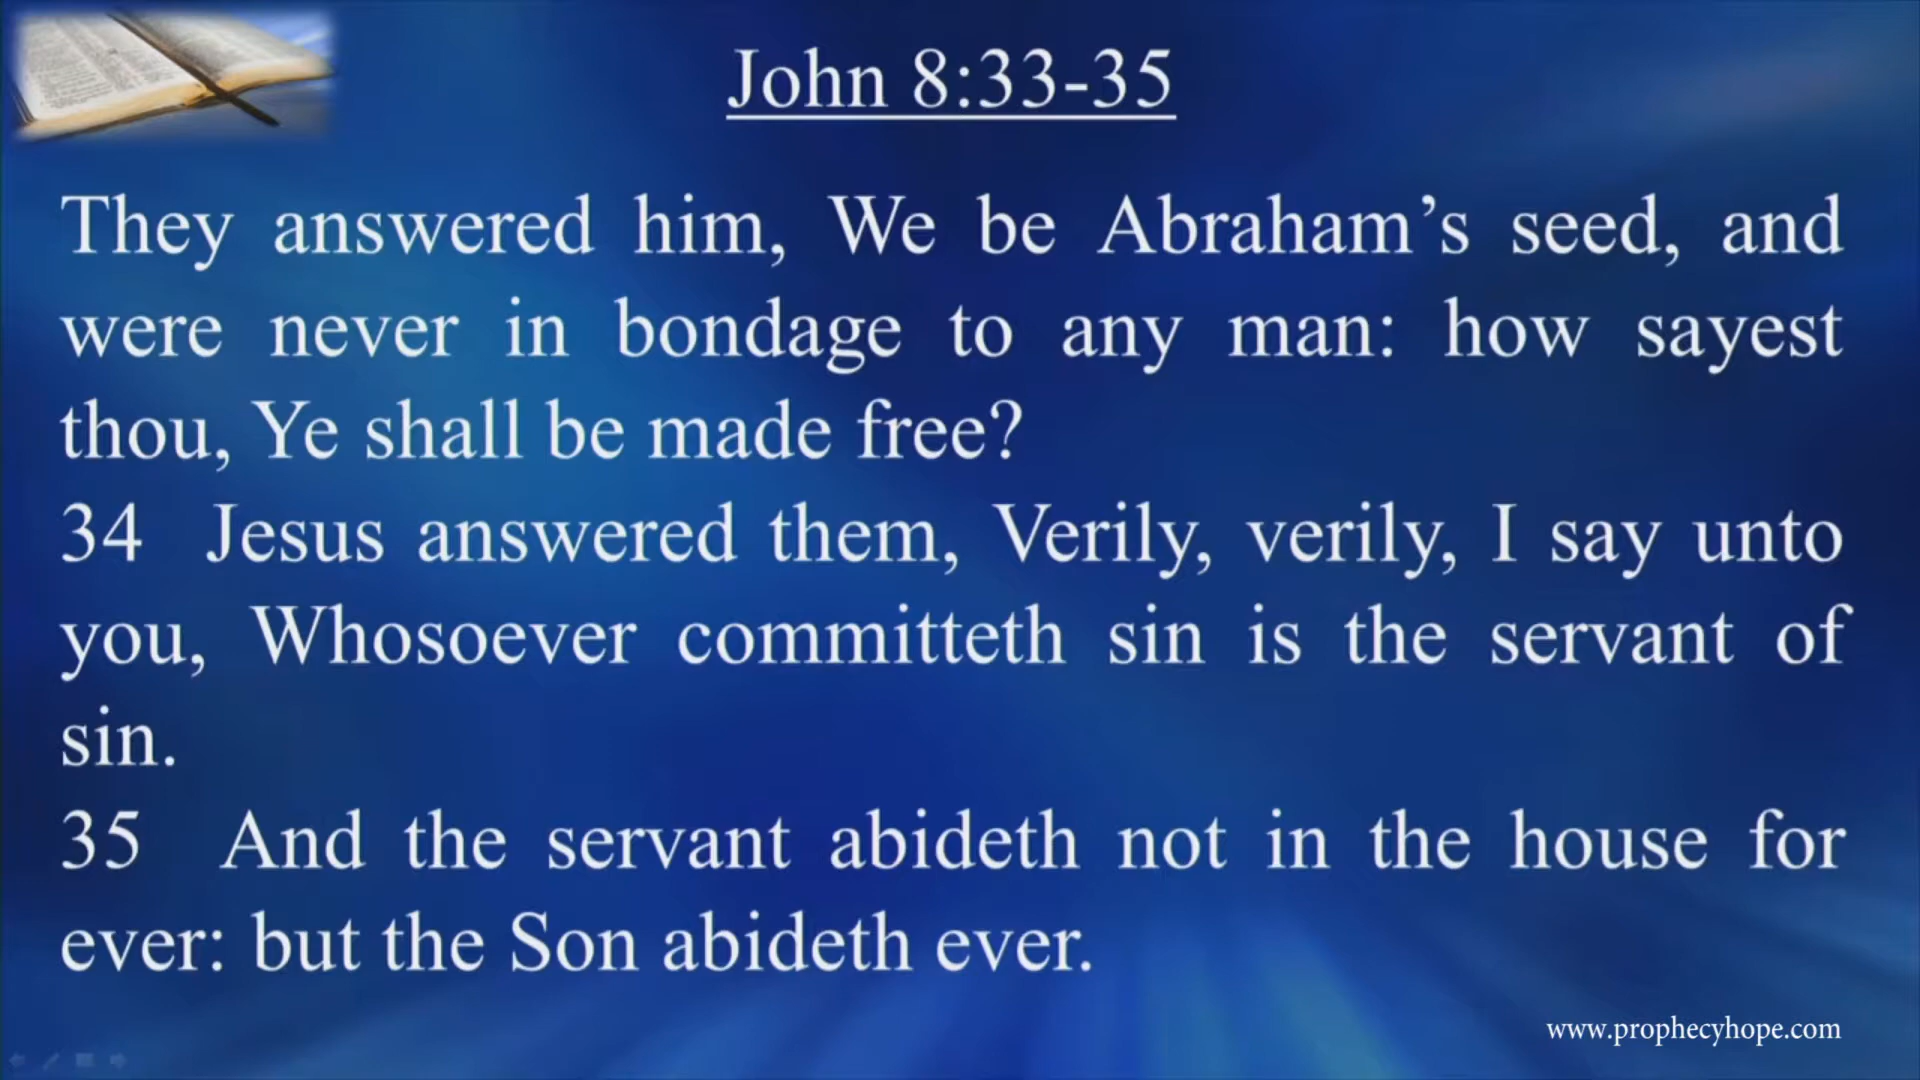 John 8:33-35
They answered him, We be Abraham’s seed, and
were never in bondage to any man: how sayest
thou, Ye shall be made free?
34 Jesus answered them, Verily, verily, I say unto
you, Whosoever committeth sin is the servant of
sin.
35 And the servant abideth not in the house for
ever: but the Son abideth ever.
www.prophecyhope.com